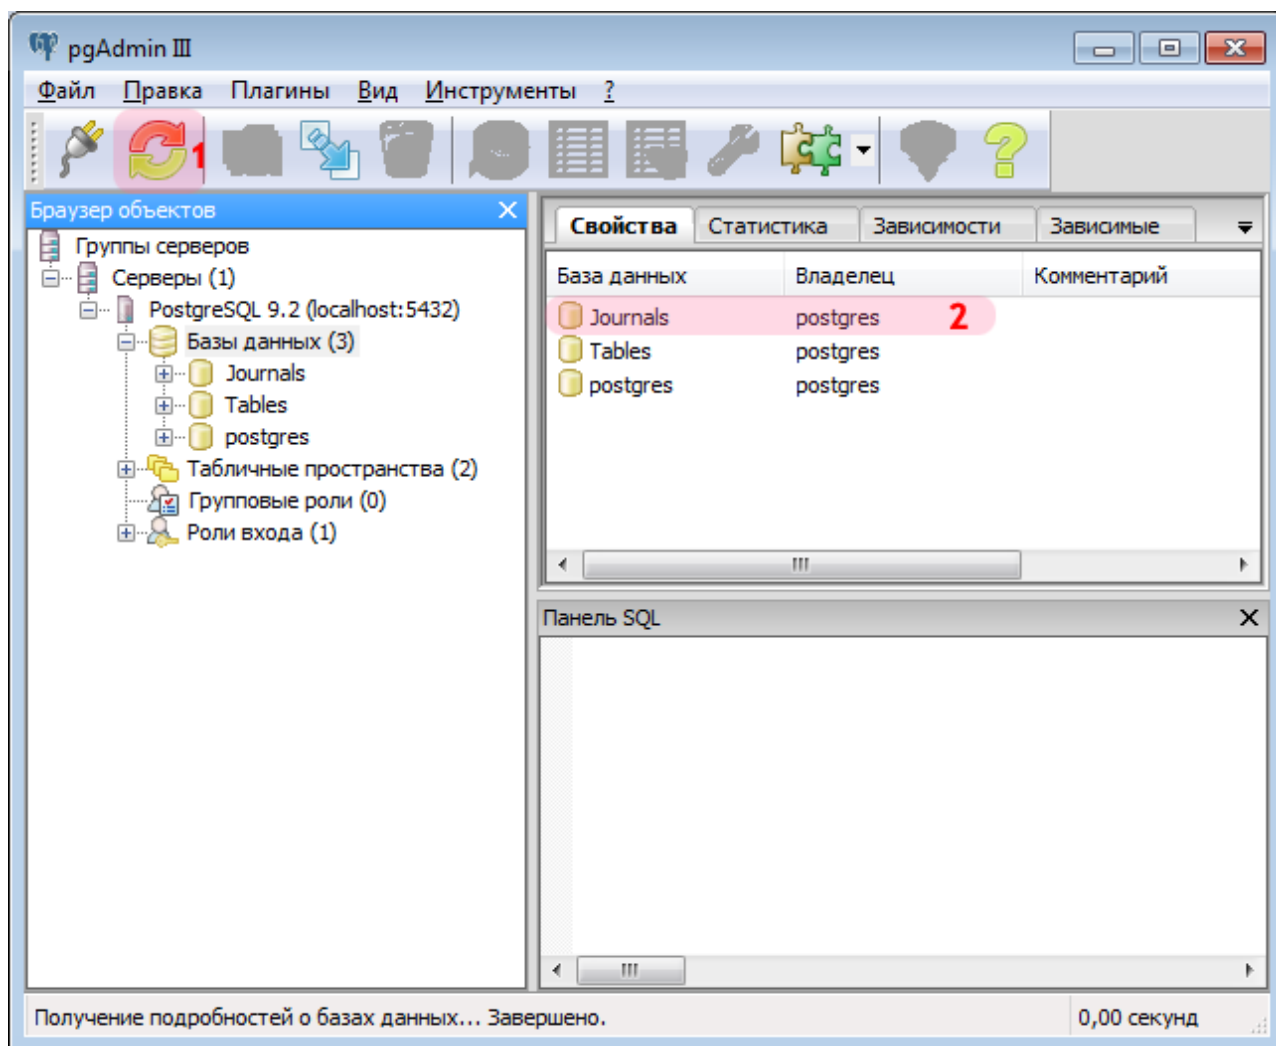 pgAdmin III
Файл Правка Плагины Вид Инструменты ?
1
Браузер объектов
Группы серверов
Серверы (1)
PostgreSQL 9.2 (localhost:5432)
Базы данных (3)
Journals
Tables
postgres
Табличные пространства (2)
Групповые роли (0)
Роли входа (1)
Свойства Статистика Зависимости Зависимые
База данных Владелец Комментарий
Journals postgres 2
Tables postgres
postgres postgres
Панель SQL
Получение подробностей о базах данных... Завершено. 0,00 секунд